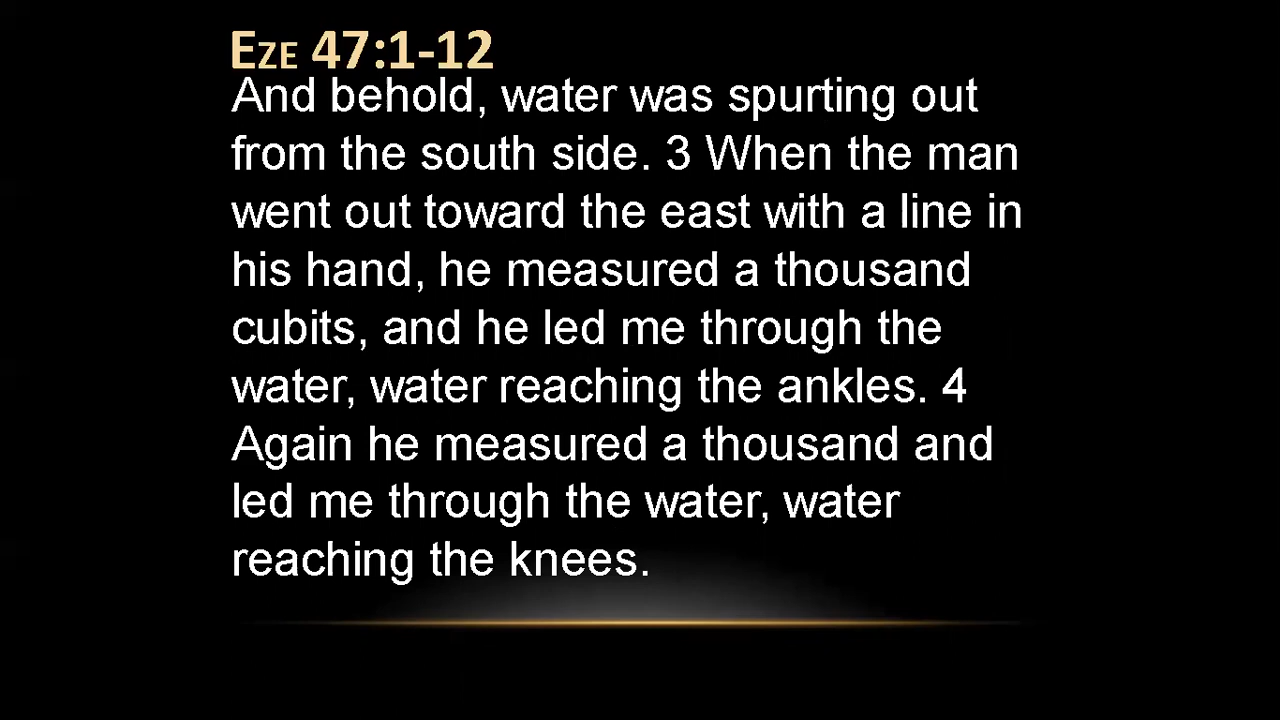 Eze 47:1-12
And behold, water was spurting out
from the south side. 3 When the man
went out toward the east with a line in
his hand, he measured a thousand
cubits, and he led me through the
water, water reaching the ankles. 4
Again he measured a thousand and
led me through the water, water
reaching the knees.